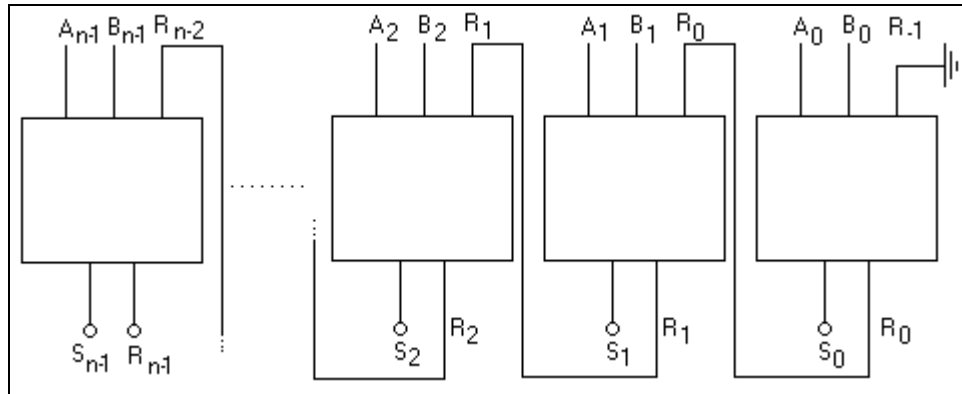 An-1 Bn-1 Rn-2 A2 B2 R1 A1 B1 R0 A0 B0 R-1
R2 R1 R0
Sn-1 Rn-1 S2 S1 S0